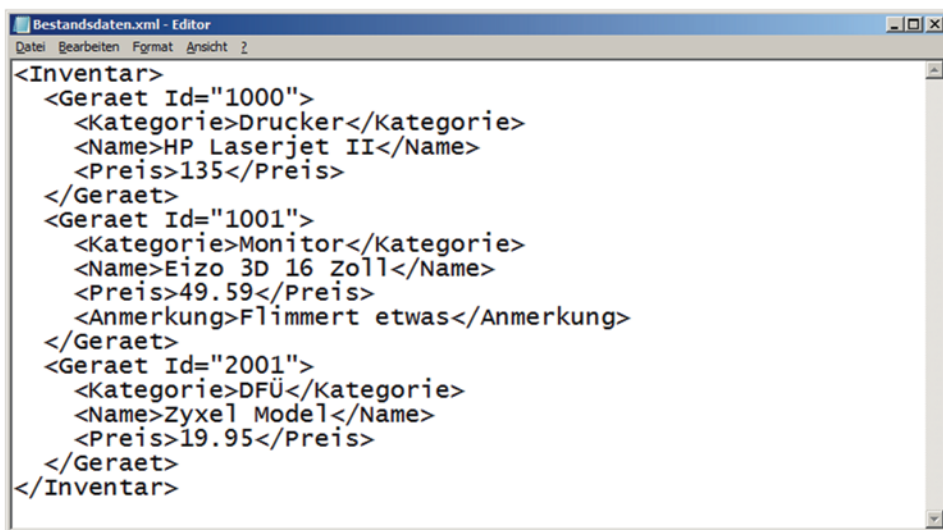 Bestandsdaten.xml - Editor
Datei Bearbeiten Format Ansicht ?
<Inventar>
  <Geraet Id="1000">
    <Kategorie>Drucker</Kategorie>
    <Name>HP Laserjet II</Name>
    <Preis>135</Preis>
  </Geraet>
  <Geraet Id="1001">
    <Kategorie>Monitor</Kategorie>
    <Name>Eizo 3D 16 Zoll</Name>
    <Preis>49.59</Preis>
    <Anmerkung>Flimmert etwas</Anmerkung>
  </Geraet>
  <Geraet Id="2001">
    <Kategorie>DFÜ</Kategorie>
    <Name>Zyxel Model</Name>
    <Preis>19.95</Preis>
  </Geraet>
</Inventar>